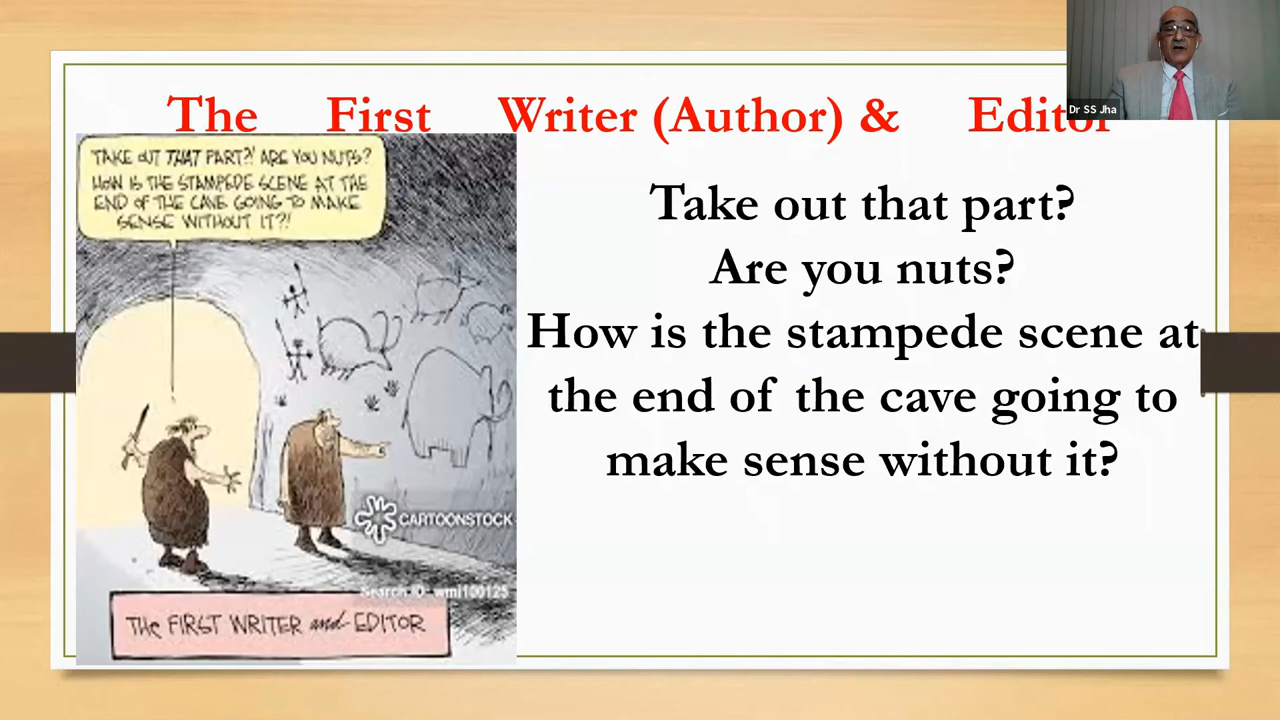 The First Writer (Author) & Editor
Dr SS Jha
TAKE OUT THAT PART?! ARE YOU NUTS?
HOW IS THE STAMPEDE SCENE AT THE
END OF THE CAVE GOING TO MAKE
SENSE WITHOUT IT?!
CARTOONSTOCK
Search ID: wmi100125
THE FIRST WRITER and EDITOR
Take out that part?
Are you nuts?
How is the stampede scene at
the end of the cave going to
make sense without it?